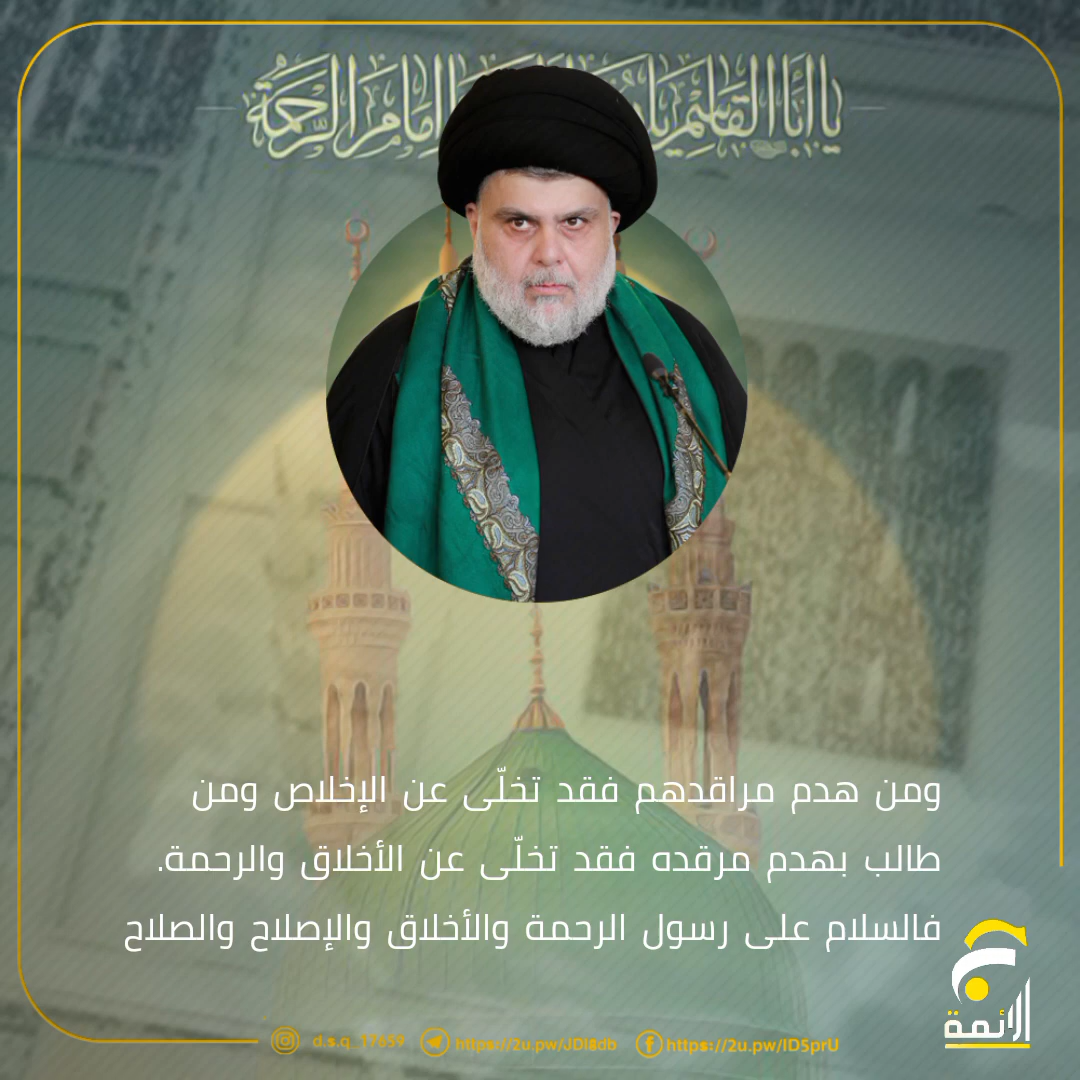 يا أبا القاسم يا إمام الرحمة
ومن هدم مراقدهم فقد تخلّى عن الإخلاص ومن
طالب بهدم مرقده فقد تخلّى عن الأخلاق والرحمة.
فالسلام على رسول الرحمة والأخلاق والإصلاح والصلاح
الائمة
d.s.q_17659
https://2u.pw/JDI8db
https://2u.pw/ID5prU